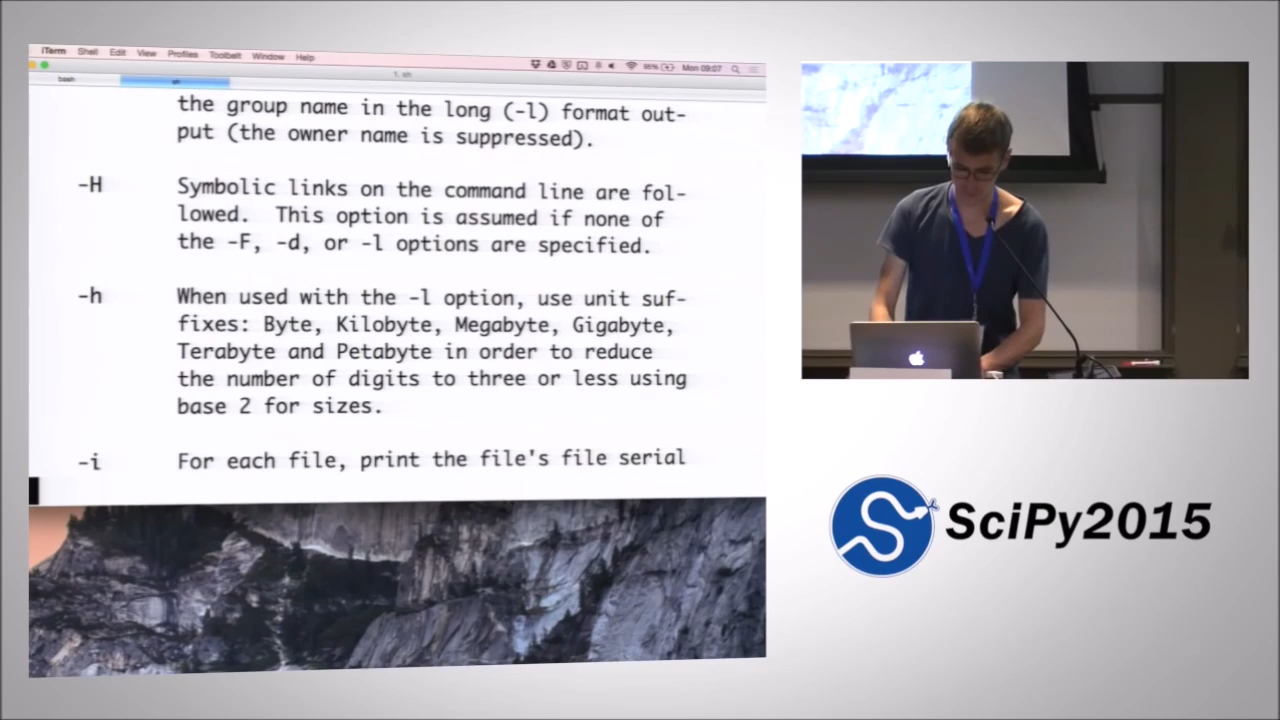 iTerm Shell Edit View Profiles Toolbelt Window Help
Mon 09:07
bash
1. sh
the group name in the long (-l) format out-
put (the owner name is suppressed).
-H Symbolic links on the command line are fol-
lowed. This option is assumed if none of
the -F, -d, or -l options are specified.
-h When used with the -l option, use unit suf-
fixes: Byte, Kilobyte, Megabyte, Gigabyte,
Terabyte and Petabyte in order to reduce
the number of digits to three or less using
base 2 for sizes.
-i For each file, print the file's file serial
SciPy2015